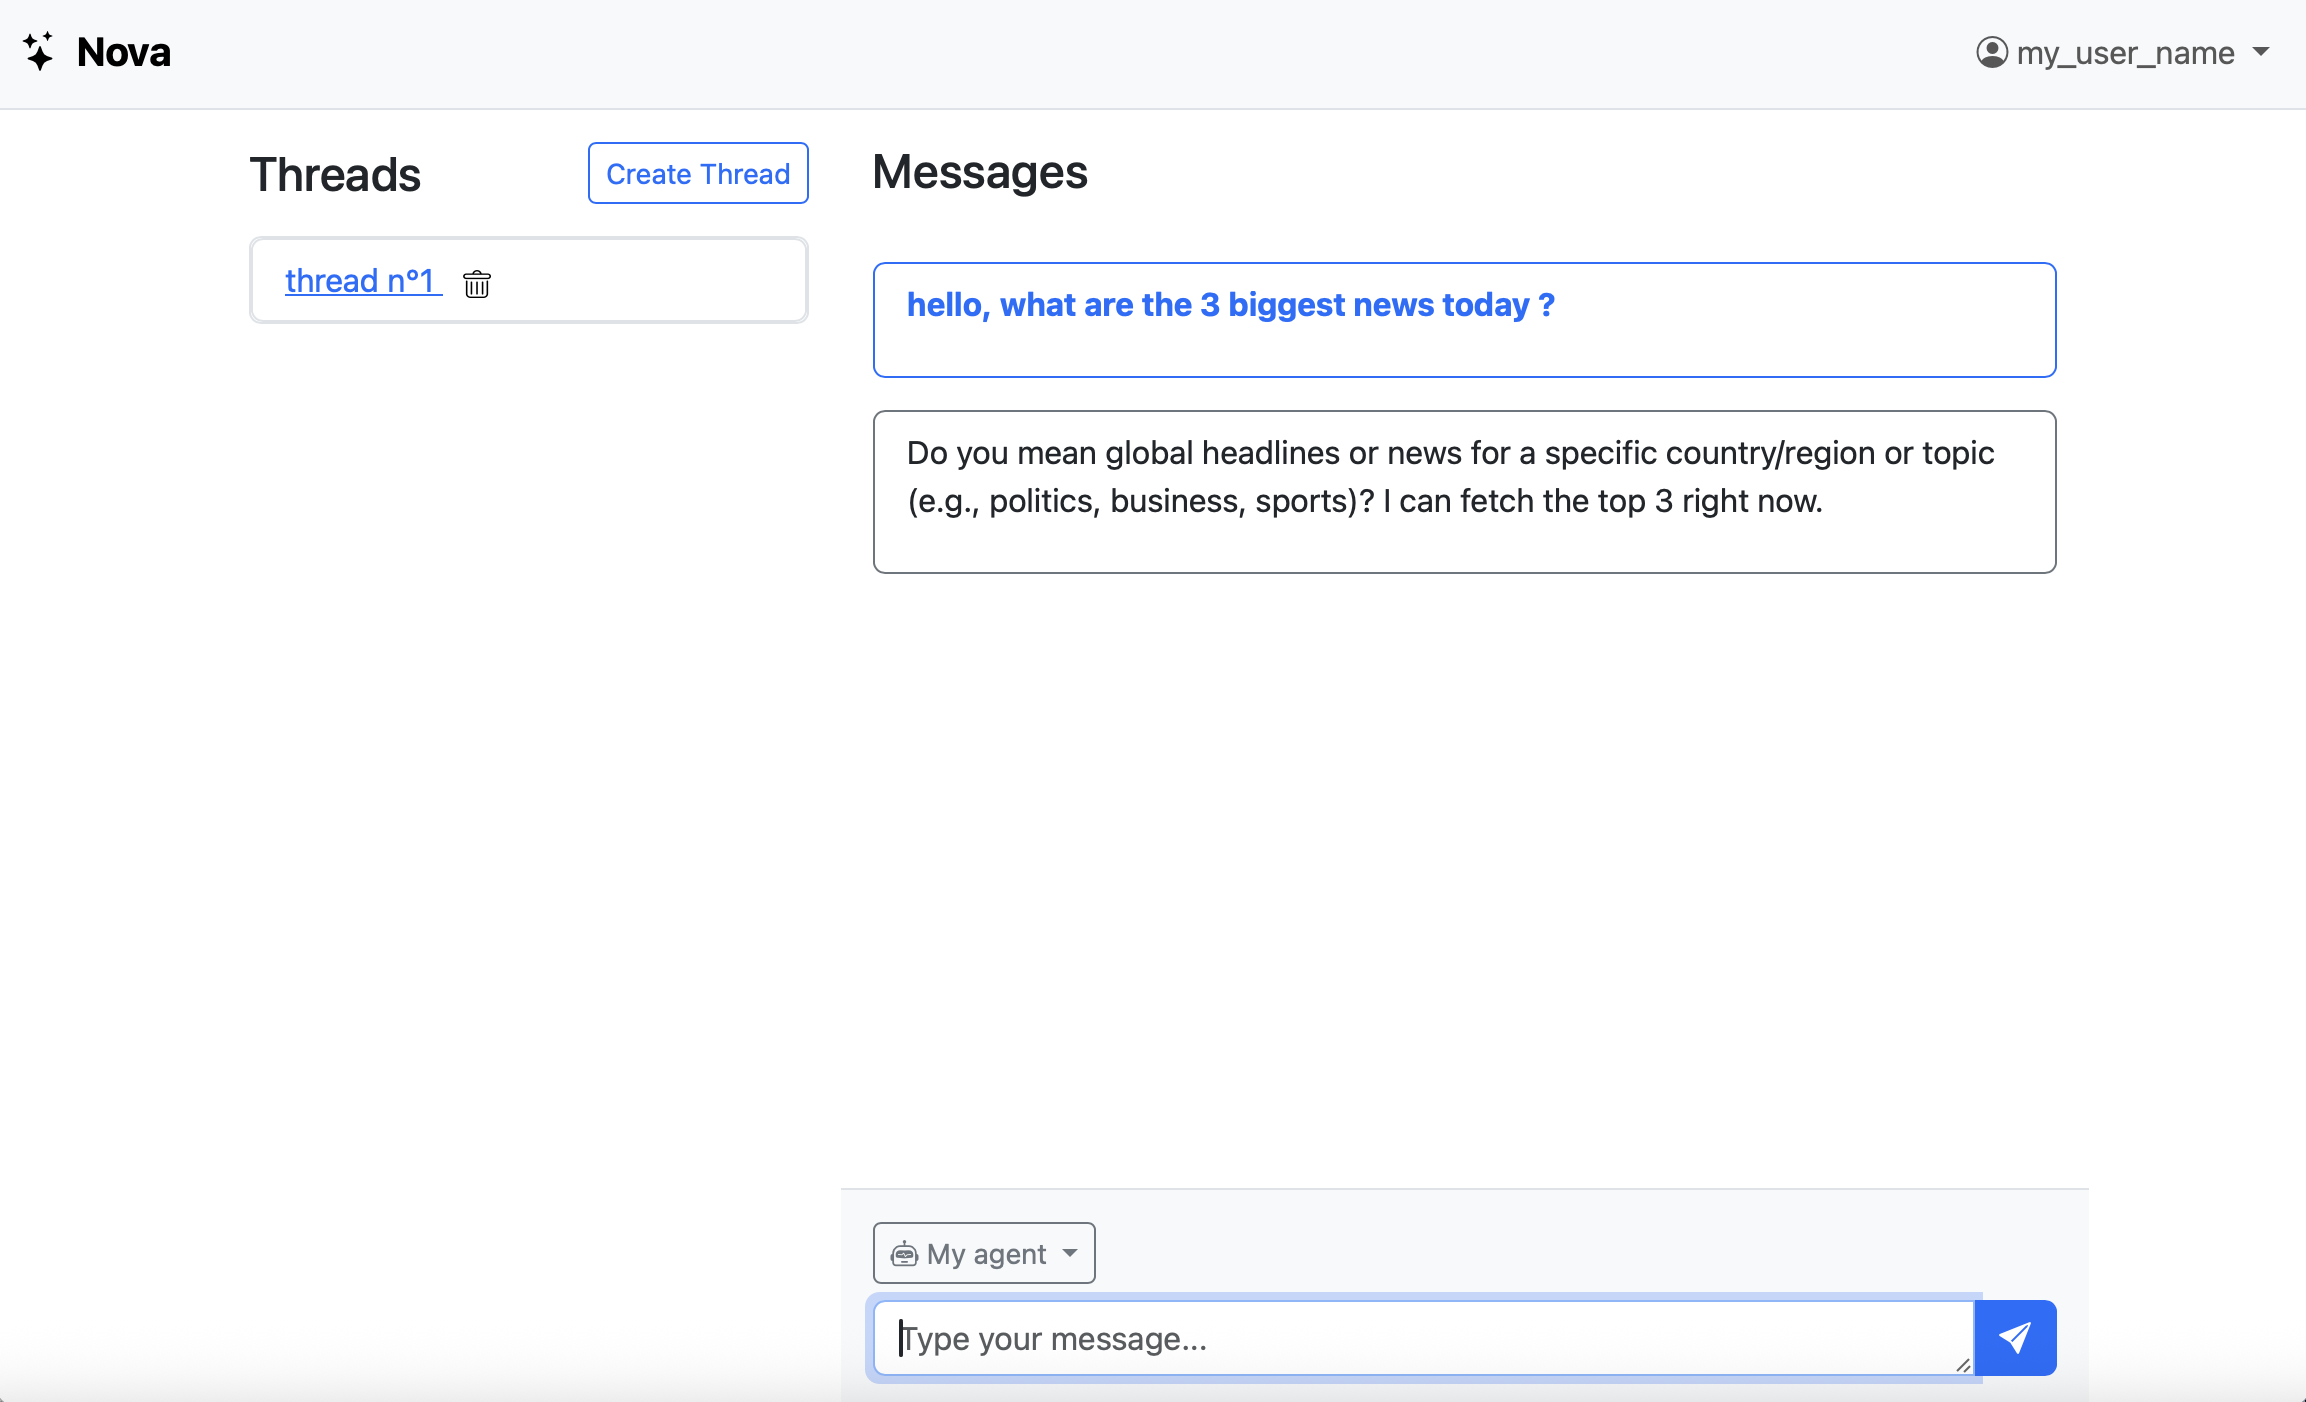 Nova
my_user_name
Threads
Create Thread
thread n°1
Messages
hello, what are the 3 biggest news today ?
Do you mean global headlines or news for a specific country/region or topic
(e.g., politics, business, sports)? I can fetch the top 3 right now.
My agent
Type your message...